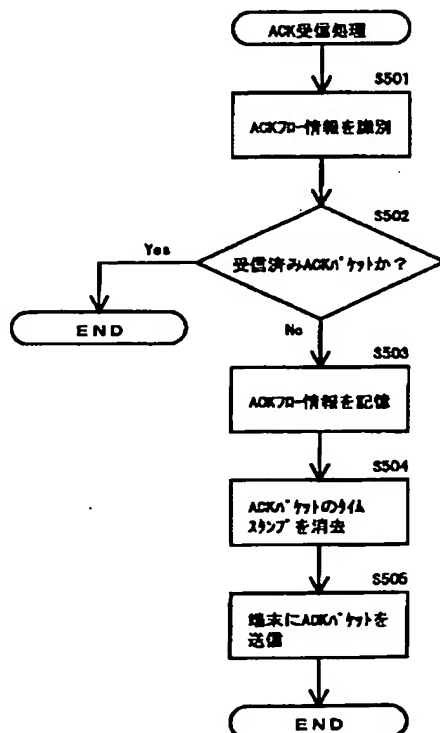 ACK受信処理
S501
ACKフロー情報を識別
S502
受信済みACKパケットか?
Yes
END
No
S503
ACKフロー情報を記憶
S504
ACKパケットのタイム
スタンプを消去
S505
端末にACKパケットを
送信
END